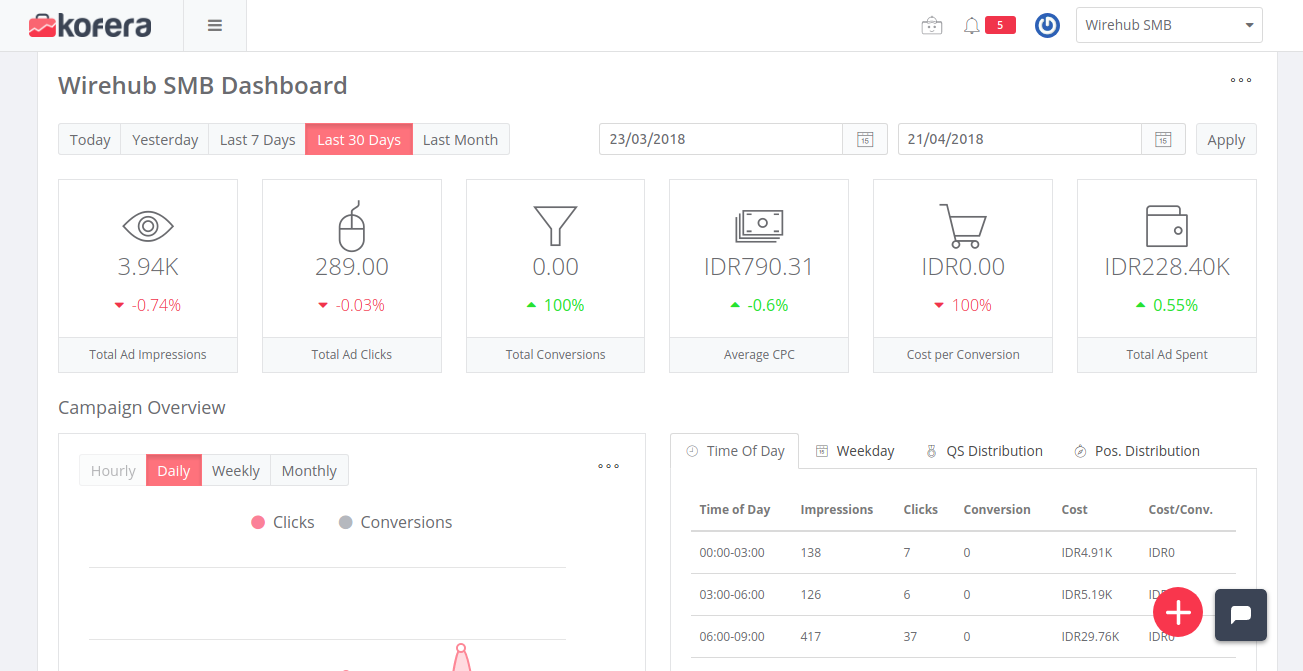 kofera
5
Wirehub SMB
Wirehub SMB Dashboard
Today Yesterday Last 7 Days Last 30 Days Last Month 23/03/2018 15 21/04/2018 15 Apply
3.94K 289.00 0.00 IDR790.31 IDR0.00 IDR228.40K
-0.74% -0.03% 100% -0.6% 100% 0.55%
Total Ad Impressions Total Ad Clicks Total Conversions Average CPC Cost per Conversion Total Ad Spent
Campaign Overview
Hourly Daily Weekly Monthly
Clicks Conversions
Time Of Day Weekday QS Distribution Pos. Distribution
Time of Day Impressions Clicks Conversion Cost Cost/Conv.
00:00-03:00 138 7 0 IDR4.91K IDR0
03:00-06:00 126 6 0 IDR5.19K
06:00-09:00 417 37 0 IDR29.76K IDR0